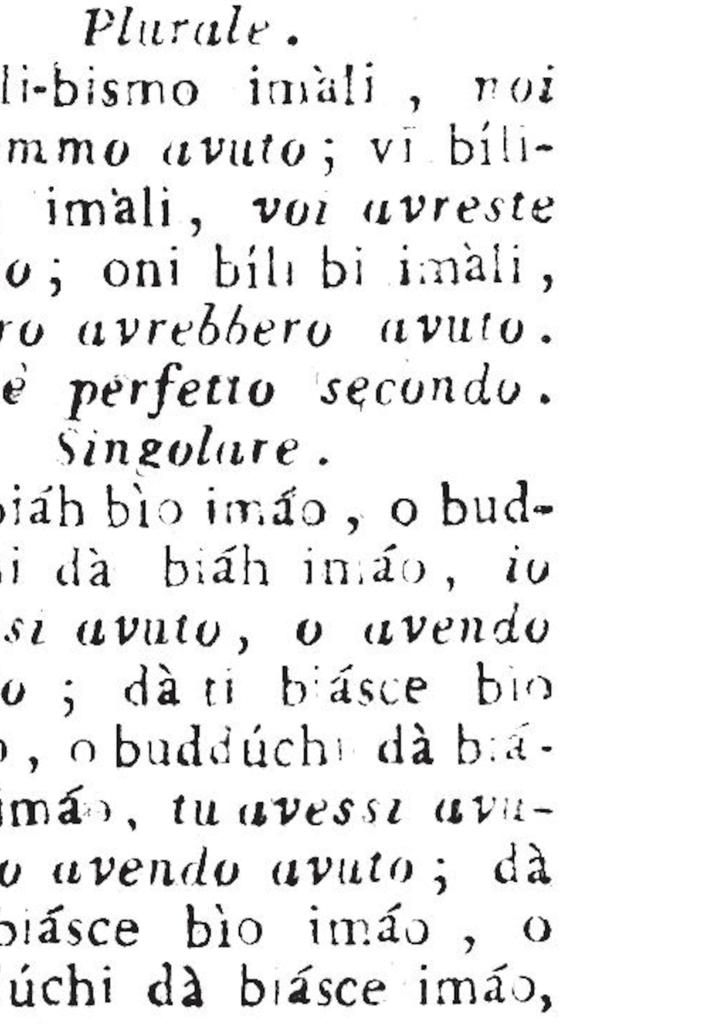 Plurale.
li-bismo imàli, noi
mmo avuto; vi bíli-
imàli, voi avreste
o; oni bíli bi imàli,
ro avrebbero avuto.
è perfetto secondo.
Singolare.
biáh bìo imáo, o bud-
i dà biáh imáo, io
si avuto, o avendo
o; dà ti biásce bìo
o, o buddúchi dà biá-
imáo, tu avessi avu-
o avendo avuto; dà
biásce bìo imáo, o
dúchi dà biásce imáo,